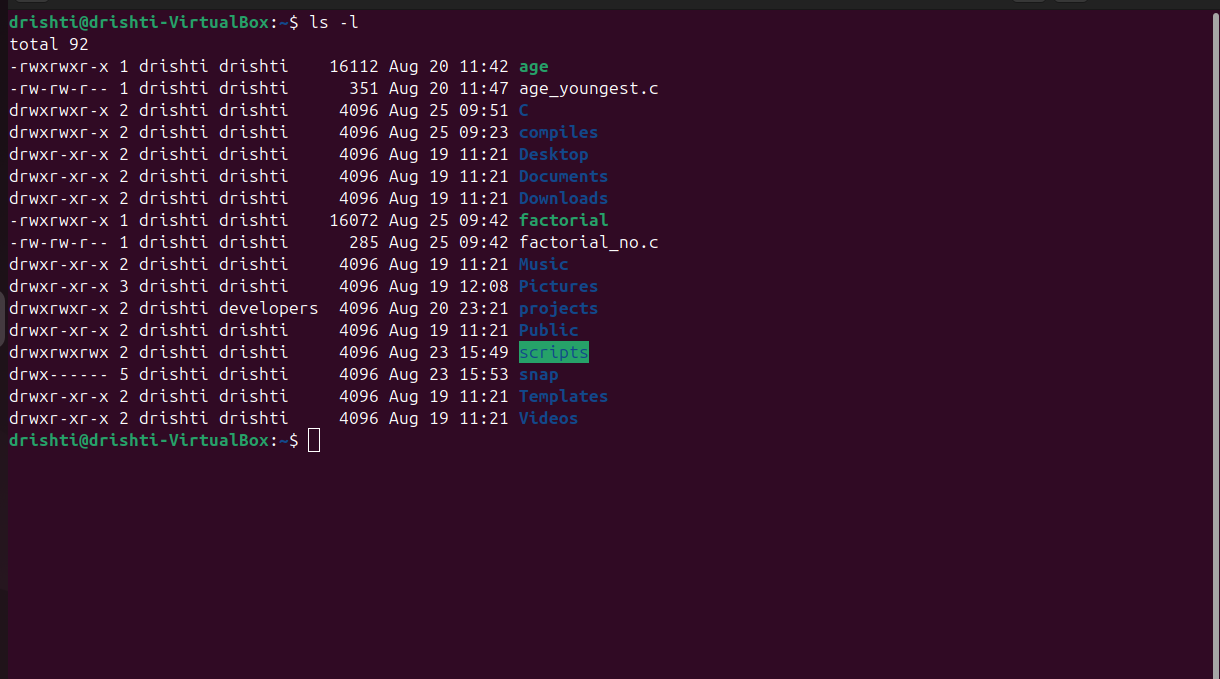 drishti@drishti-VirtualBox:~$ ls -l
total 92
-rwxrwxr-x 1 drishti drishti    16112 Aug 20 11:42 age
-rw-rw-r-- 1 drishti drishti      351 Aug 20 11:47 age_youngest.c
drwxrwxr-x 2 drishti drishti     4096 Aug 25 09:51 C
drwxrwxr-x 2 drishti drishti     4096 Aug 25 09:23 compiles
drwxr-xr-x 2 drishti drishti     4096 Aug 19 11:21 Desktop
drwxr-xr-x 2 drishti drishti     4096 Aug 19 11:21 Documents
drwxr-xr-x 2 drishti drishti     4096 Aug 19 11:21 Downloads
-rwxrwxr-x 1 drishti drishti    16072 Aug 25 09:42 factorial
-rw-rw-r-- 1 drishti drishti      285 Aug 25 09:42 factorial_no.c
drwxr-xr-x 2 drishti drishti     4096 Aug 19 11:21 Music
drwxr-xr-x 3 drishti drishti     4096 Aug 19 12:08 Pictures
drwxrwxr-x 2 drishti developers  4096 Aug 20 23:21 projects
drwxr-xr-x 2 drishti drishti     4096 Aug 19 11:21 Public
drwxrwxrwx 2 drishti drishti     4096 Aug 23 15:49 scripts
drwx------ 5 drishti drishti     4096 Aug 23 15:53 snap
drwxr-xr-x 2 drishti drishti     4096 Aug 19 11:21 Templates
drwxr-xr-x 2 drishti drishti     4096 Aug 19 11:21 Videos
drishti@drishti-VirtualBox:~$